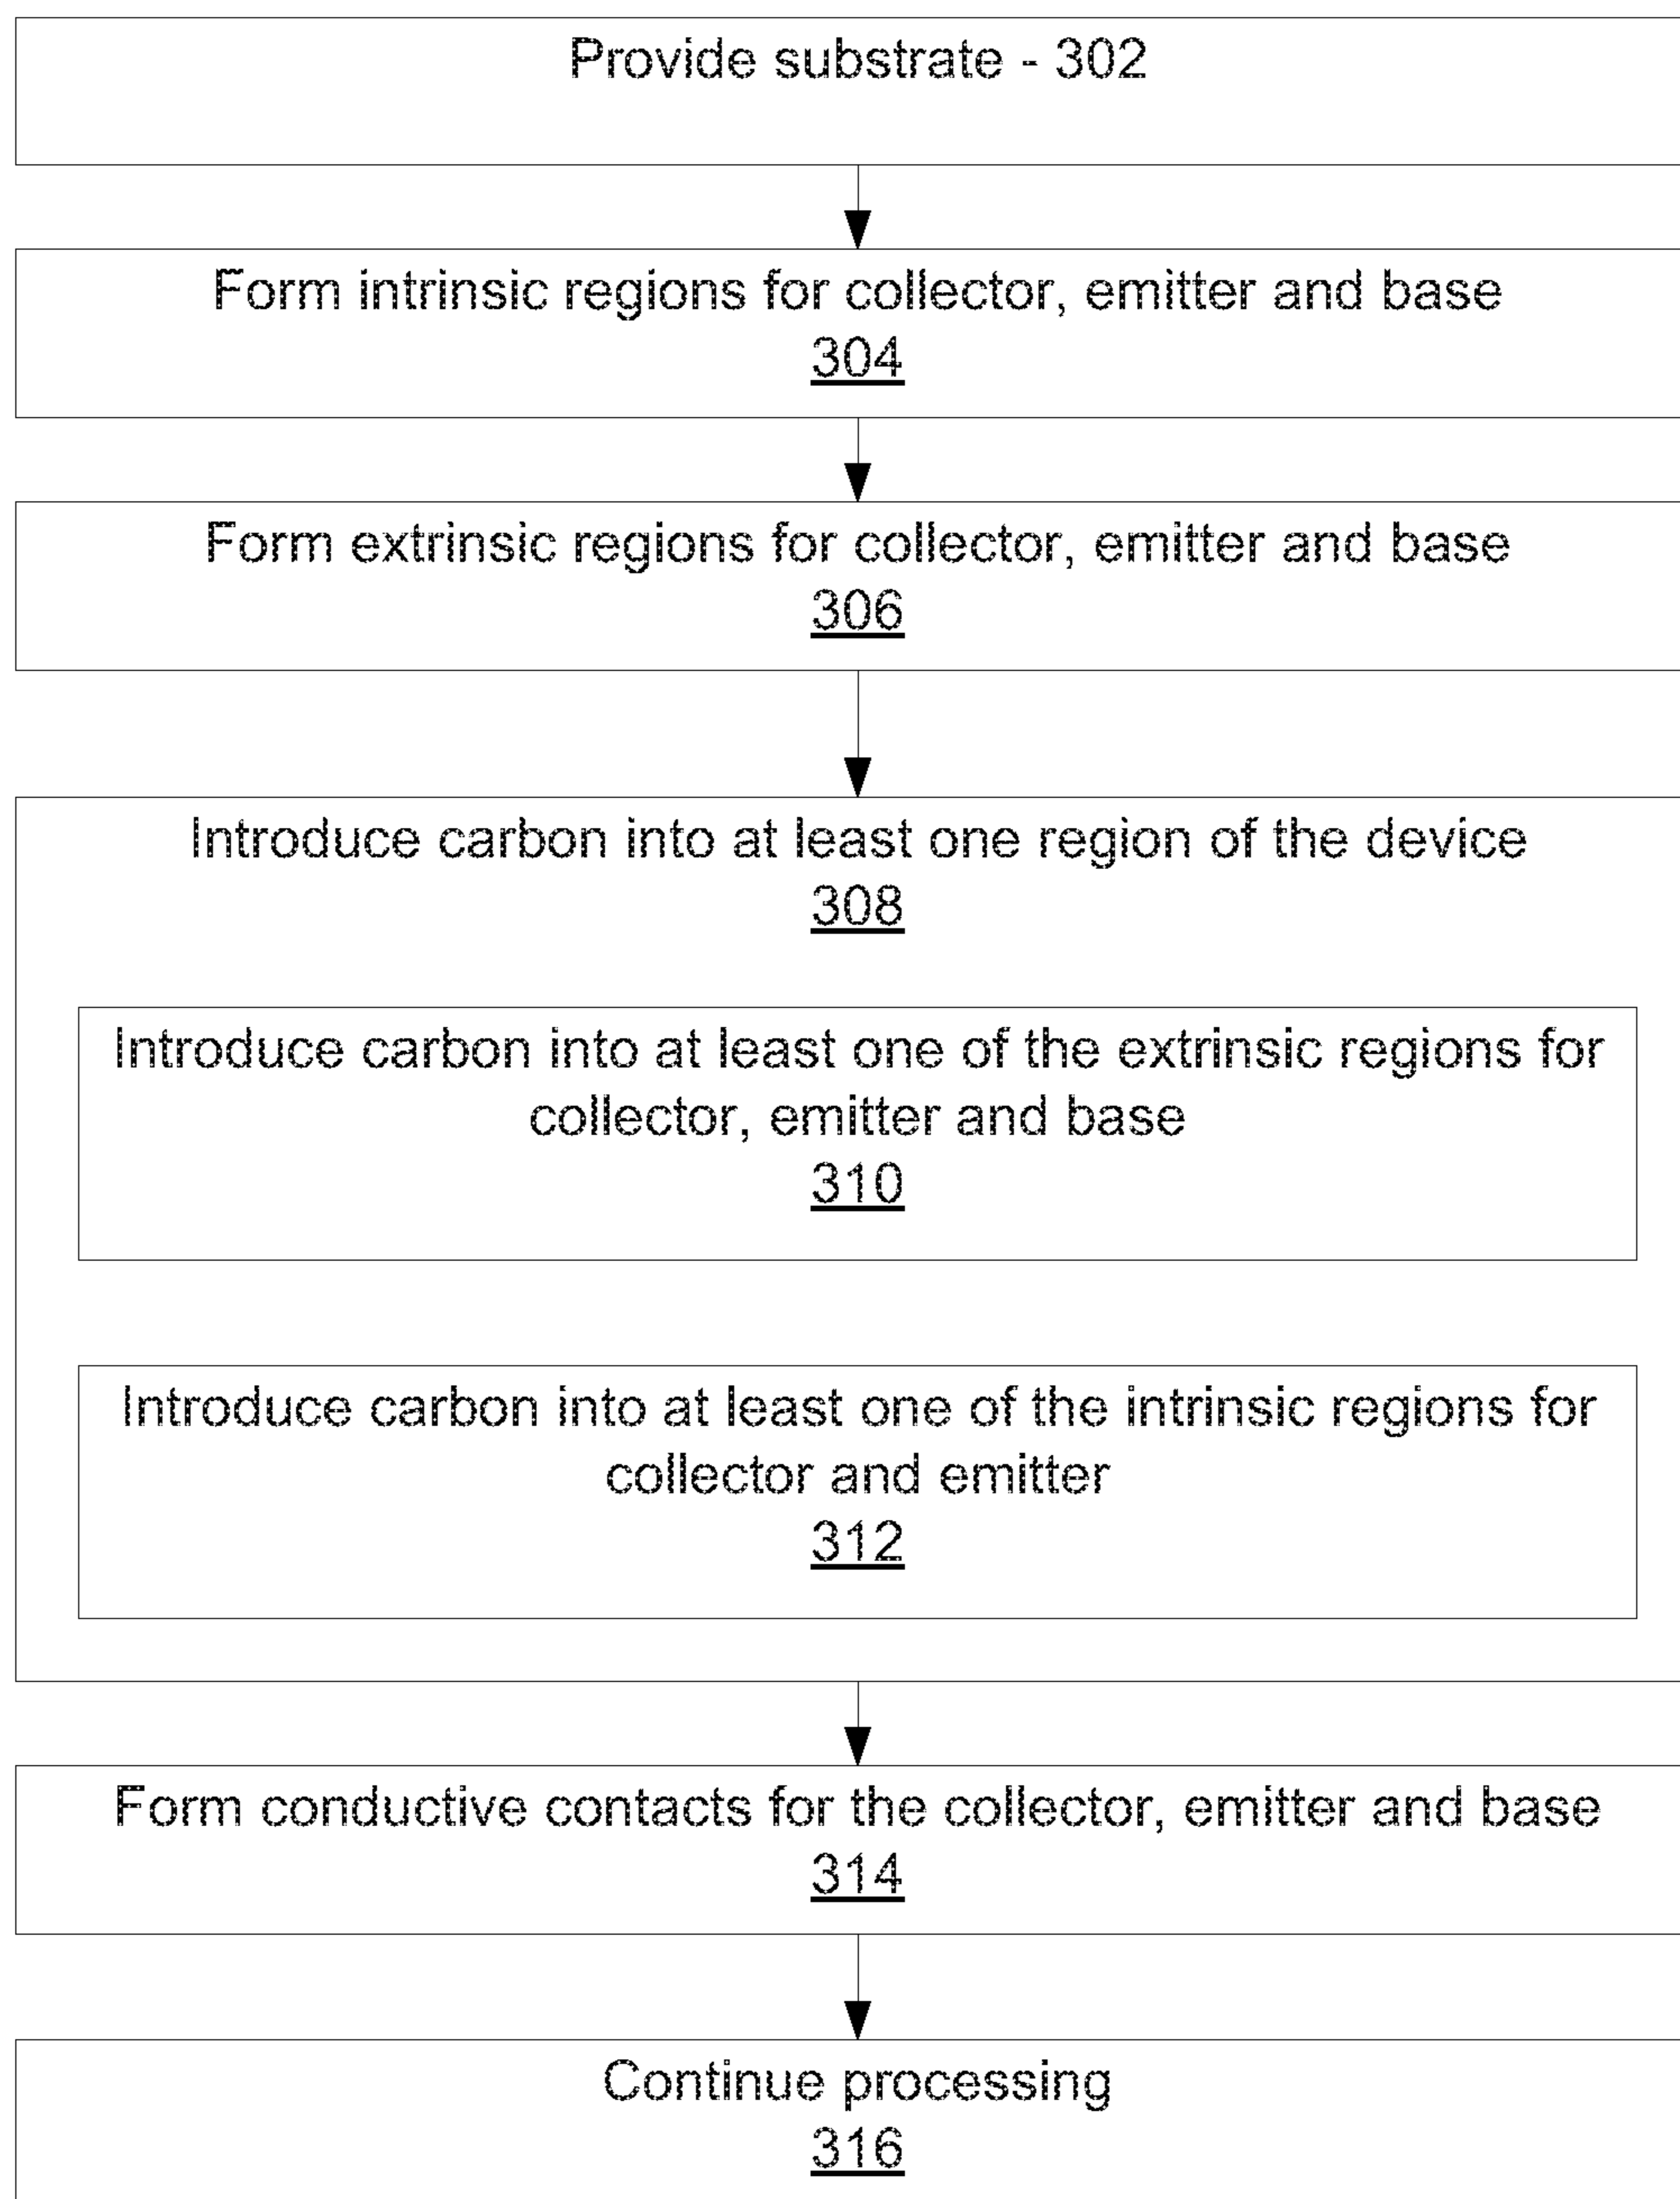 Provide substrate - 302
Form intrinsic regions for collector, emitter and base
304
Form extrinsic regions for collector, emitter and base
306
Introduce carbon into at least one region of the device
308
Introduce carbon into at least one of the extrinsic regions for
collector, emitter and base
310
Introduce carbon into at least one of the intrinsic regions for
collector and emitter
312
Form conductive contacts for the collector, emitter and base
314
Continue processing
316